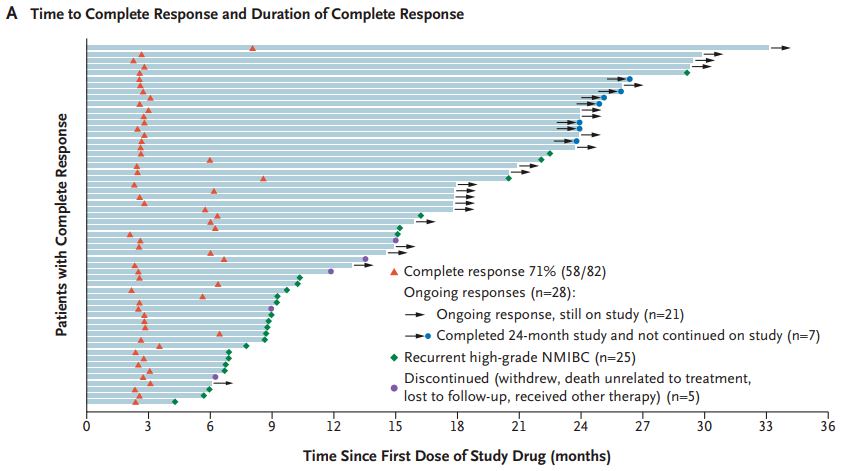 A Time to Complete Response and Duration of Complete Response
Patients with Complete Response
Complete response 71% (58/82)
Ongoing responses (n=28):
Ongoing response, still on study (n=21)
Completed 24-month study and not continued on study (n=7)
Recurrent high-grade NMIBC (n=25)
Discontinued (withdrew, death unrelated to treatment,
lost to follow-up, received other therapy) (n=5)
0 3 6 9 12 15 18 21 24 27 30 33 36
Time Since First Dose of Study Drug (months)